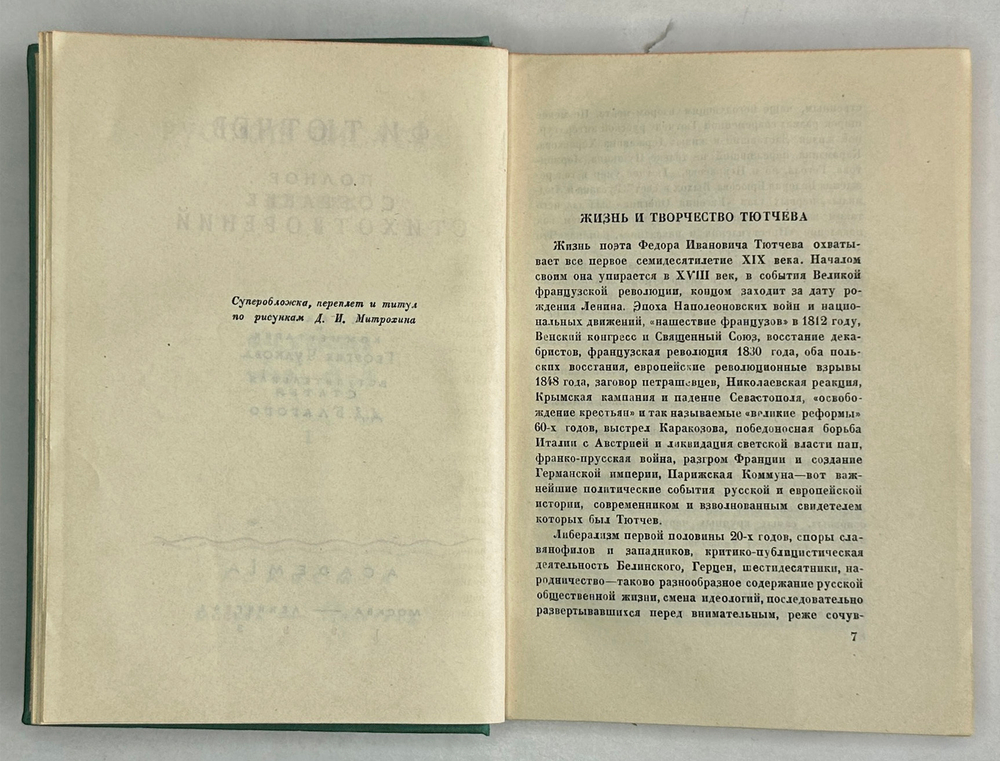 Суперобложка, переплет и титул
по рисункам Д. И. Митрохина
ЖИЗНЬ И ТВОРЧЕСТВО ТЮТЧЕВА
Жизнь поэта Федора Ивановича Тютчева охваты-
вает все первое семидесятилетие XIX века. Началом
своим она упирается в XVIII век, в события Великой
французской революции, концом заходит за дату ро-
ждения Ленина. Эпоха Наполеоновских войн и нацио-
нальных движений, «нашествие французов» в 1812 году,
Венский конгресс и Священный Союз, восстание дека-
бристов, французская революция 1830 года, оба поль-
ских восстания, европейские революционные взрывы
1848 года, заговор петрашевцев, Николаевская реакция,
Крымская кампания и падение Севастополя, «освобо-
ждение крестьян» и так называемые «великие реформы»
60-х годов, выстрел Каракозова, победоносная борьба
Италии с Австрией и ликвидация светской власти пап,
франко-прусская война, разгром Франции и создание
Германской империи, Парижская Коммуна—вот важ-
нейшие политические события русской и европейской
истории, современником и взволнованным свидетелем
которых был Тютчев.
Либерализм первой половины 20-х годов, споры сла-
вянофилов и западников, критико-публицистическая
деятельность Белинского, Герцен, шестидесятники, на-
родничество—таково разнообразное содержание русской
общественной жизни, смена идеологий, последовательно
развертывавшихся перед внимательным, реже сочув-
7